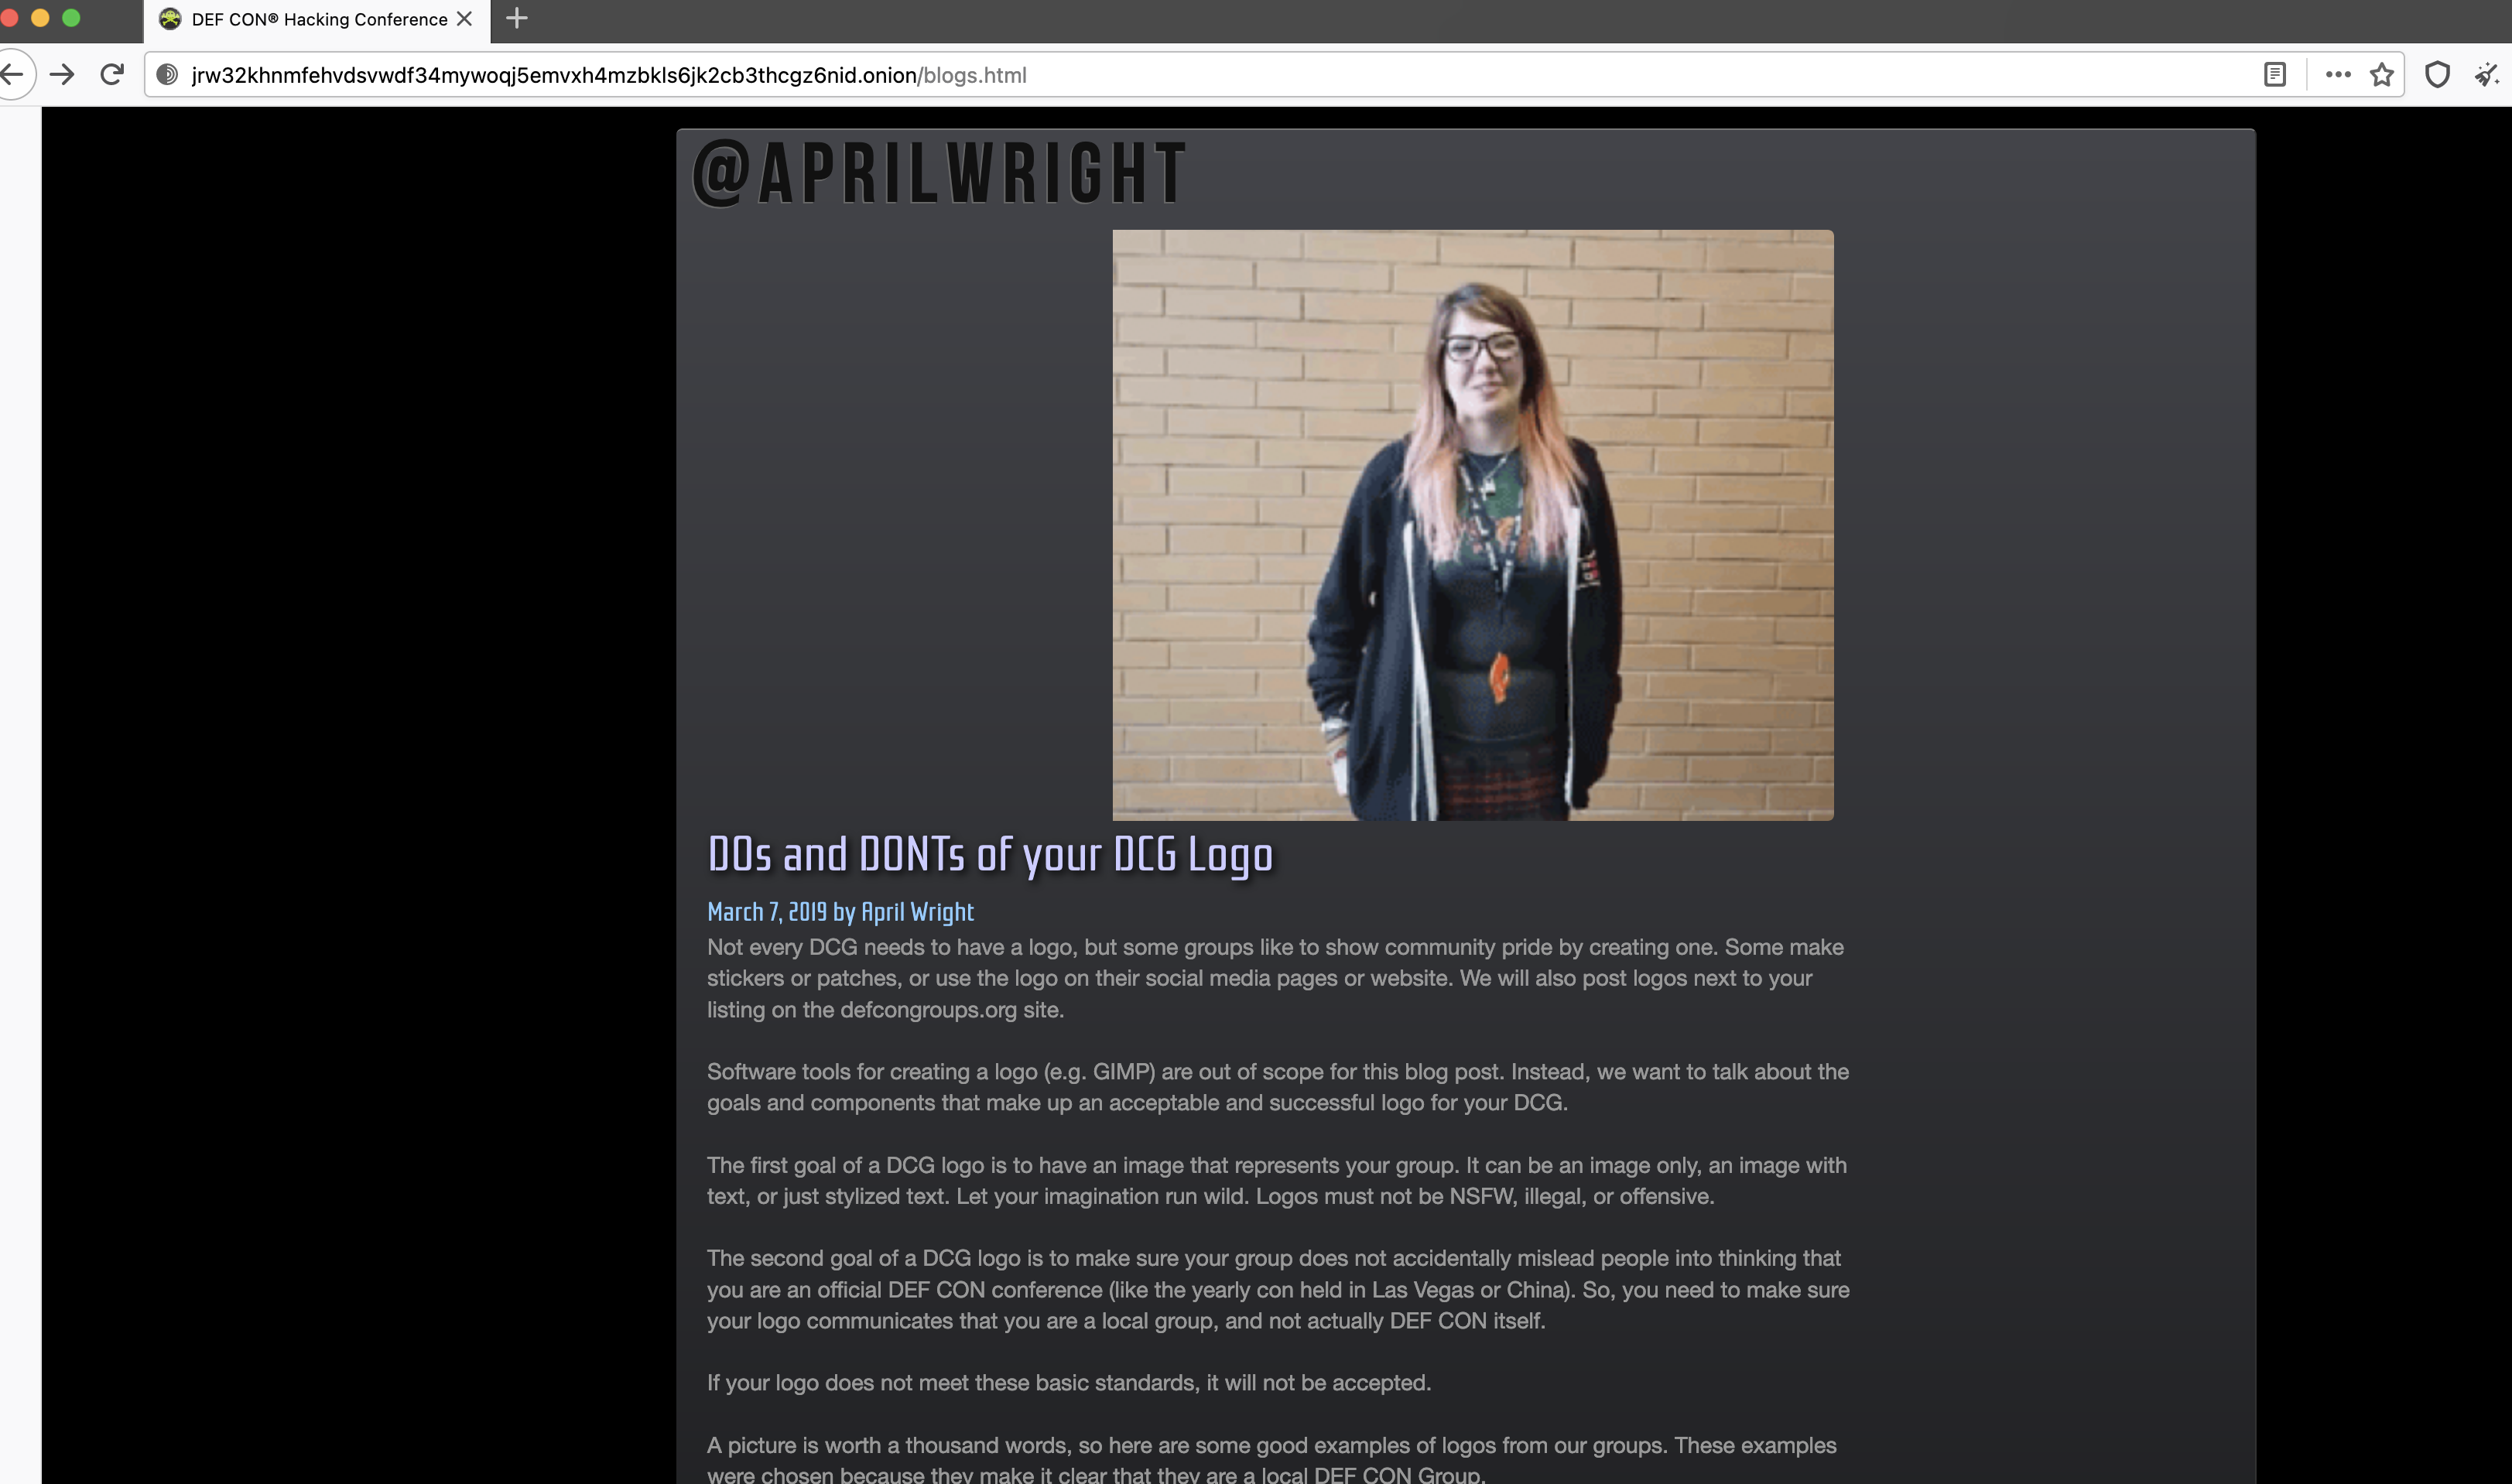 DEF CON® Hacking Conference
jrw32khnmfehvdsvwdf34mywoqj5emvxh4mzbkls6jk2cb3thcgz6nid.onion/blogs.html
@APRILWRIGHT
DOs and DONTs of your DCG Logo
March 7, 2019 by April Wright
Not every DCG needs to have a logo, but some groups like to show community pride by creating one. Some make
stickers or patches, or use the logo on their social media pages or website. We will also post logos next to your
listing on the defcongroups.org site.
Software tools for creating a logo (e.g. GIMP) are out of scope for this blog post. Instead, we want to talk about the
goals and components that make up an acceptable and successful logo for your DCG.
The first goal of a DCG logo is to have an image that represents your group. It can be an image only, an image with
text, or just stylized text. Let your imagination run wild. Logos must not be NSFW, illegal, or offensive.
The second goal of a DCG logo is to make sure your group does not accidentally mislead people into thinking that
you are an official DEF CON conference (like the yearly con held in Las Vegas or China). So, you need to make sure
your logo communicates that you are a local group, and not actually DEF CON itself.
If your logo does not meet these basic standards, it will not be accepted.
A picture is worth a thousand words, so here are some good examples of logos from our groups. These examples
were chosen because they make it clear that they are a local DEF CON Group.